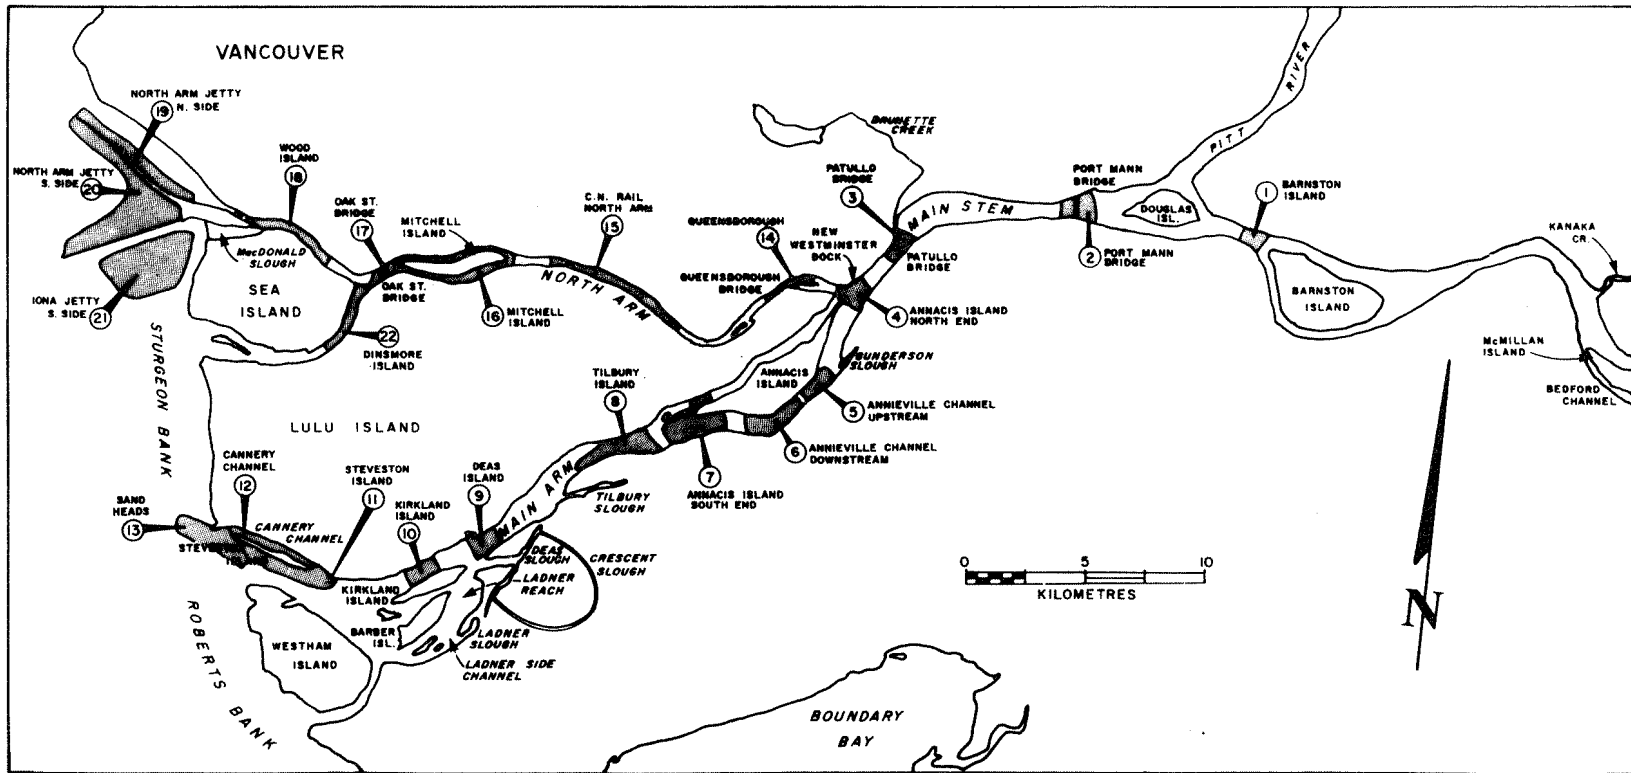 VANCOUVER
NORTH ARM JETTY
N. SIDE
19
NORTH ARM JETTY
S. SIDE
20
WOOD
ISLAND
18
OAK ST.
BRIDGE
17
MITCHELL
ISLAND
C.N. RAIL
NORTH ARM
15
QUEENSBOROUGH
14
NEW
WESTMINSTER
DOCK
BRUNETTE
CREEK
PATULLO
BRIDGE
3
MAIN STEM
PATULLO
BRIDGE
PORT MANN
BRIDGE
2
PORT MANN
BRIDGE
PITT RIVER
DOUGLAS
ISL.
1
BARNSTON
ISLAND
BARNSTON
ISLAND
KANAKA
CR.
McMILLAN
ISLAND
BEDFORD
CHANNEL
MacDONALD
SLOUGH
SEA
ISLAND
IONA JETTY
S. SIDE
21
OAK ST.
BRIDGE
16
MITCHELL
ISLAND
NORTH ARM
QUEENSBOROUGH
BRIDGE
4
ANNACIS ISLAND
NORTH END
22
DINSMORE
ISLAND
STURGEON BANK
GUNDERSON
SLOUGH
ANNACIS
ISLAND
TILBURY
ISLAND
8
5
ANNIEVILLE CHANNEL
UPSTREAM
6
ANNIEVILLE CHANNEL
DOWNSTREAM
7
ANNACIS ISLAND
SOUTH END
LULU ISLAND
CANNERY
CHANNEL
12
STEVESTON
ISLAND
11
KIRKLAND
ISLAND
10
DEAS
ISLAND
9
MAIN ARM
TILBURY
SLOUGH
SAND
HEADS
13
CANNERY
CHANNEL
DEAS
SLOUGH
CRESCENT
SLOUGH
LADNER
REACH
KIRKLAND
ISLAND
BARBER
ISL.
LADNER
SLOUGH
LADNER SIDE
CHANNEL
WESTHAM
ISLAND
ROBERTS BANK
BOUNDARY
BAY
0 5 10
KILOMETRES
N